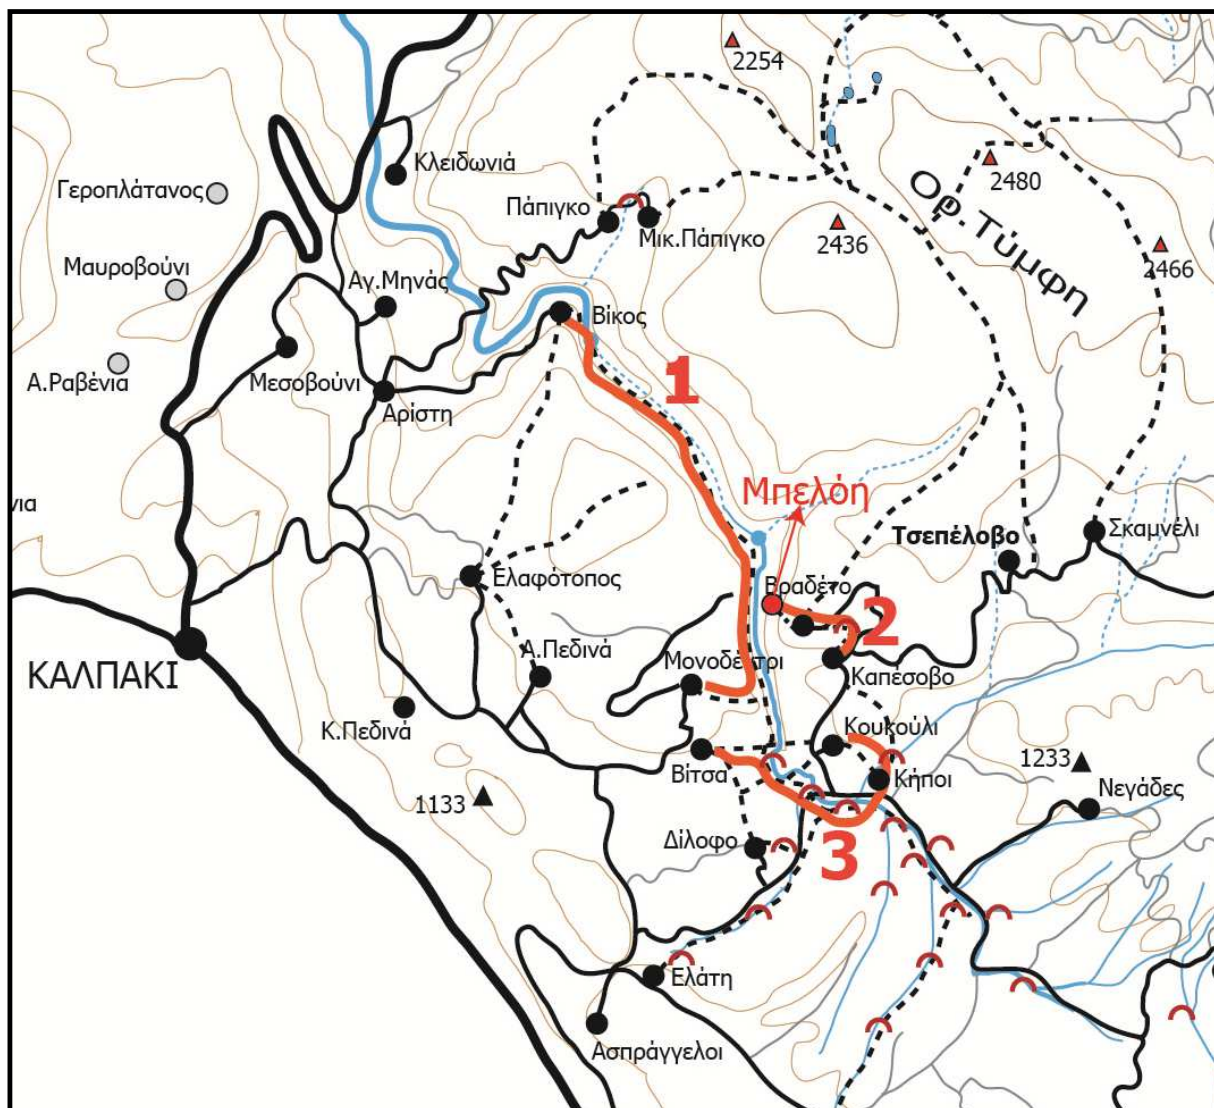 2254
Κλειδωνιά
Γεροπλάτανος
2480
Πάπιγκο
Μικ.Πάπιγκο
Ορ. Τύμφη
2436
2466
Μαυροβούνι
Αγ.Μηνάς
Βίκος
Α.Ραβένια
Μεσοβούνι
1
Αρίστη
Μπελόη
νια
Τσεπέλοβο
Σκαμνέλι
Ελαφότοπος
Βραδέτο
2
Α.Πεδινά
Μονοδέντρι
ΚΑΛΠΑΚΙ
Καπέσοβο
Κ.Πεδινά
Κουκούλι
Βίτσα
Κήποι
1233
Νεγάδες
1133
Δίλοφο
3
Ελάτη
Ασπράγγελοι